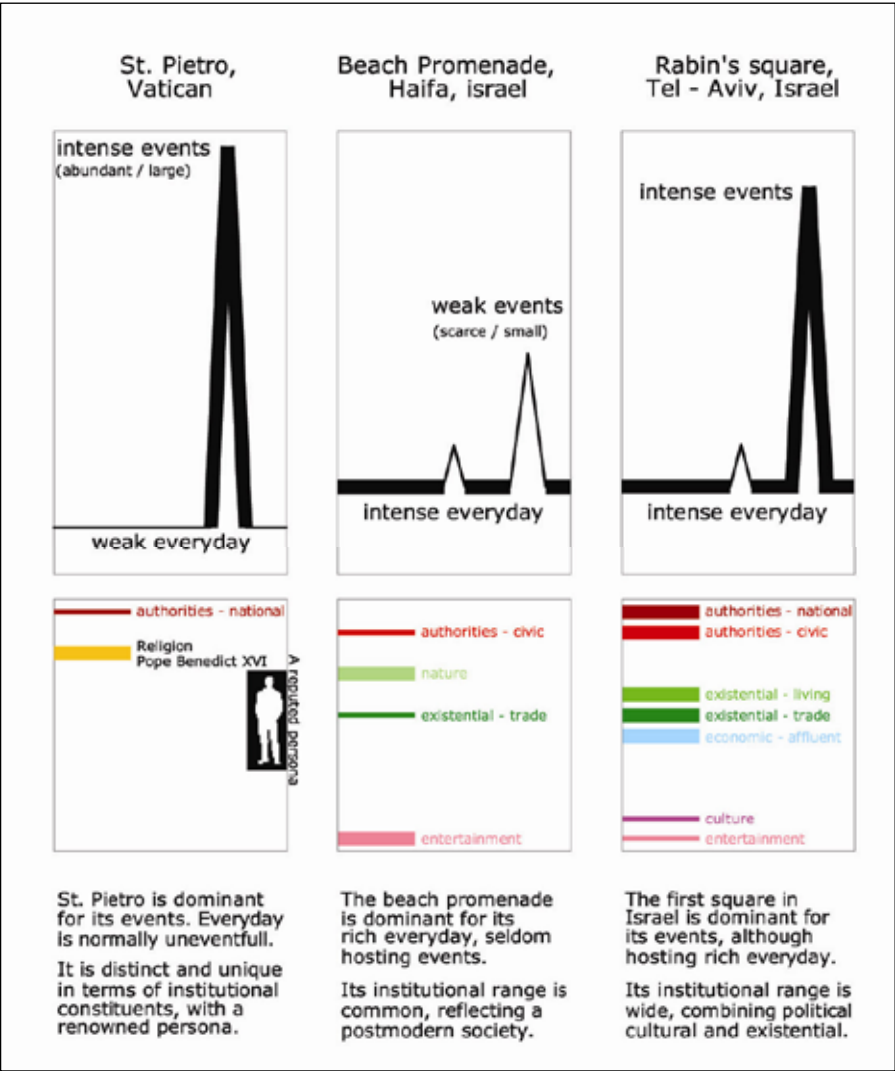 St. Pietro,
Vatican
intense events
(abundant / large)
weak everyday
authorities - national
Religion
Pope Benedict XVI
A reputed persona
St. Pietro is dominant
for its events. Everyday
is normally uneventfull.
It is distinct and unique
in terms of institutional
constituents, with a
renowned persona.
Beach Promenade,
Haifa, israel
weak events
(scarce / small)
intense everyday
authorities - civic
nature
existential - trade
entertainment
The beach promenade
is dominant for its
rich everyday, seldom
hosting events.
Its institutional range is
common, reflecting a
postmodern society.
Rabin's square,
Tel - Aviv, Israel
intense events
intense everyday
authorities - national
authorities - civic
existential - living
existential - trade
economic - affluent
culture
entertainment
The first square in
Israel is dominant for
its events, although
hosting rich everyday.
Its institutional range is
wide, combining political
cultural and existential.